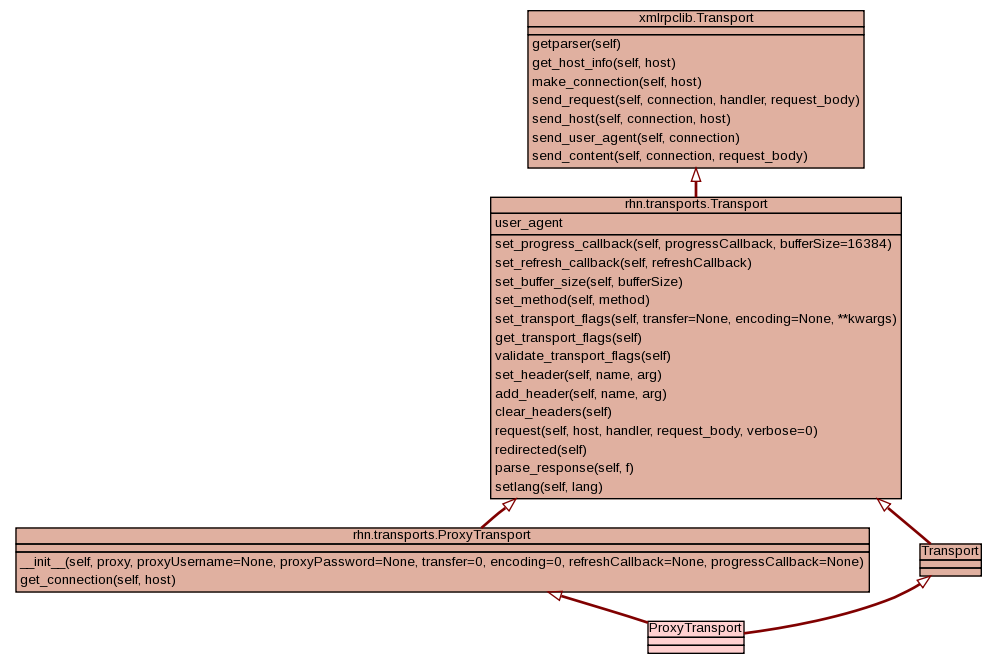 xmlrpclib.Transport
getparser(self)
get_host_info(self, host)
make_connection(self, host)
send_request(self, connection, handler, request_body)
send_host(self, connection, host)
send_user_agent(self, connection)
send_content(self, connection, request_body)
rhn.transports.Transport
user_agent
set_progress_callback(self, progressCallback, bufferSize=16384)
set_refresh_callback(self, refreshCallback)
set_buffer_size(self, bufferSize)
set_method(self, method)
set_transport_flags(self, transfer=None, encoding=None, **kwargs)
get_transport_flags(self)
validate_transport_flags(self)
set_header(self, name, arg)
add_header(self, name, arg)
clear_headers(self)
request(self, host, handler, request_body, verbose=0)
redirected(self)
parse_response(self, f)
setlang(self, lang)
rhn.transports.ProxyTransport
__init__(self, proxy, proxyUsername=None, proxyPassword=None, transfer=0, encoding=0, refreshCallback=None, progressCallback=None)
get_connection(self, host)
Transport
ProxyTransport